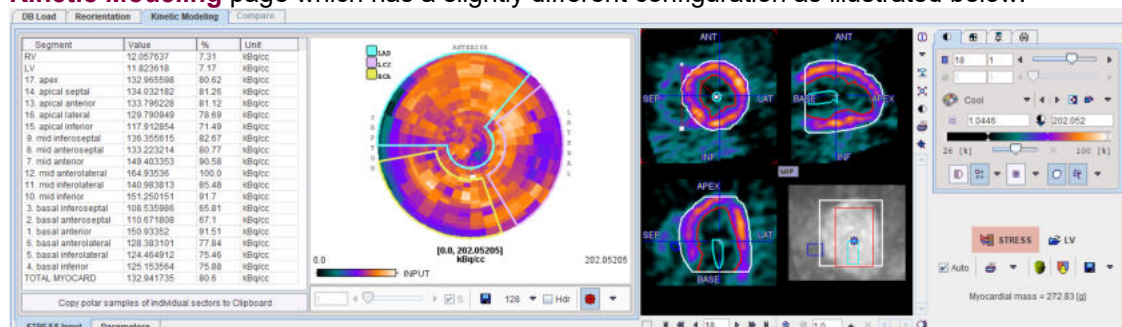 Kinetic Modeling page which has a slightly different configuration as illustrated below.
DB Load Reorientation Kinetic Modeling Compare
Segment Value % Unit
RV 12.057637 7.31 kBq/cc
LV 11.823618 7.17 kBq/cc
17. apex 132.965598 80.62 kBq/cc
14. apical septal 134.032182 81.26 kBq/cc
13. apical anterior 133.796228 81.12 kBq/cc
16. apical lateral 129.790949 78.69 kBq/cc
15. apical inferior 117.912854 71.49 kBq/cc
9. mid inferoseptal 136.355615 82.67 kBq/cc
8. mid anteroseptal 133.223214 80.77 kBq/cc
7. mid anterior 149.403353 90.58 kBq/cc
12. mid anterolateral 164.93536 100.0 kBq/cc
11. mid inferolateral 140.983813 85.48 kBq/cc
10. mid inferior 151.250151 91.7 kBq/cc
3. basal inferoseptal 108.535986 65.81 kBq/cc
2. basal anteroseptal 110.671808 67.1 kBq/cc
1. basal anterior 150.93352 91.51 kBq/cc
6. basal anterolateral 128.383101 77.84 kBq/cc
5. basal inferolateral 124.464912 75.46 kBq/cc
4. basal inferior 125.153564 75.88 kBq/cc
TOTAL MYOCARD 132.941735 80.6 kBq/cc
Copy polar samples of individual sectors to Clipboard
STRESS Input Parameters
LAD
LCX
RCA
ANTERIOR
SEPTUM
LATERAL
[0.0, 202.05205]
kBq/cc
0.0 202.05205
INPUT
1 S 128 Hdr
ANT ANT
SEP LAT BASE APEX
INF INF
MIP
APEX
SEP LAT
BASE
18 1.0
18 1
1 1
Cool
1.0446 202.052
26 [%] 100 [%]
STRESS LV
Auto
Myocardial mass = 272.83 [g]